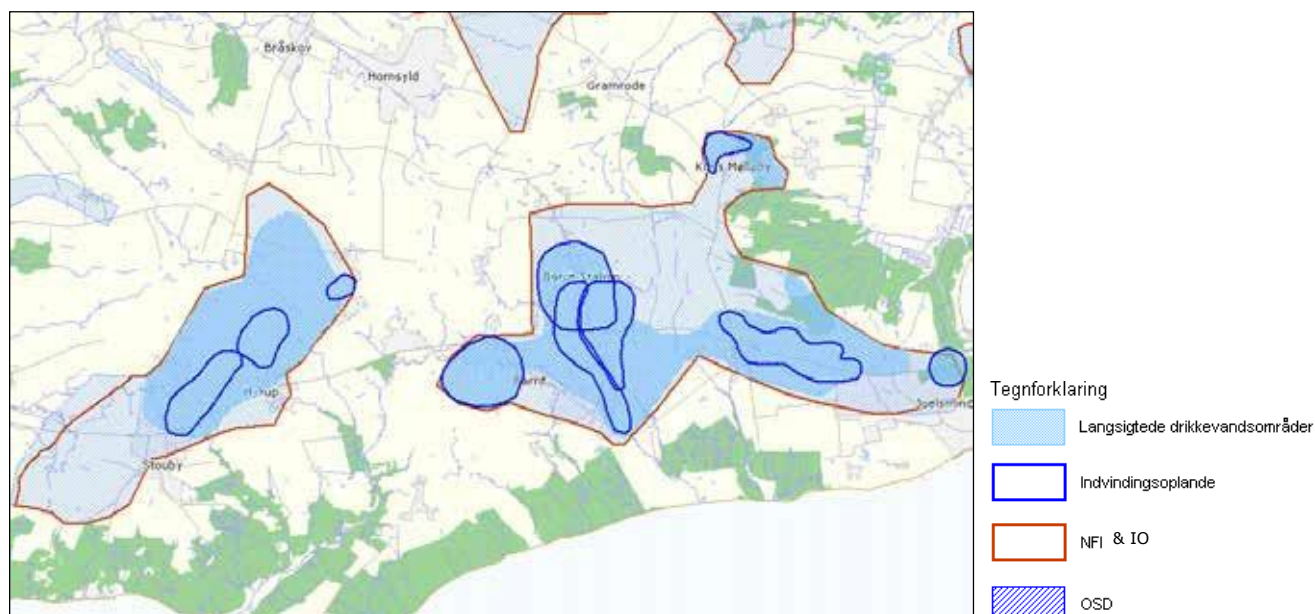 Bråskov
Hornsyld
Gramrode
Stouby
Tegnforklaring
Langsigtede drikkevandsområder
Indvindingsoplande
NFI & IO
OSD